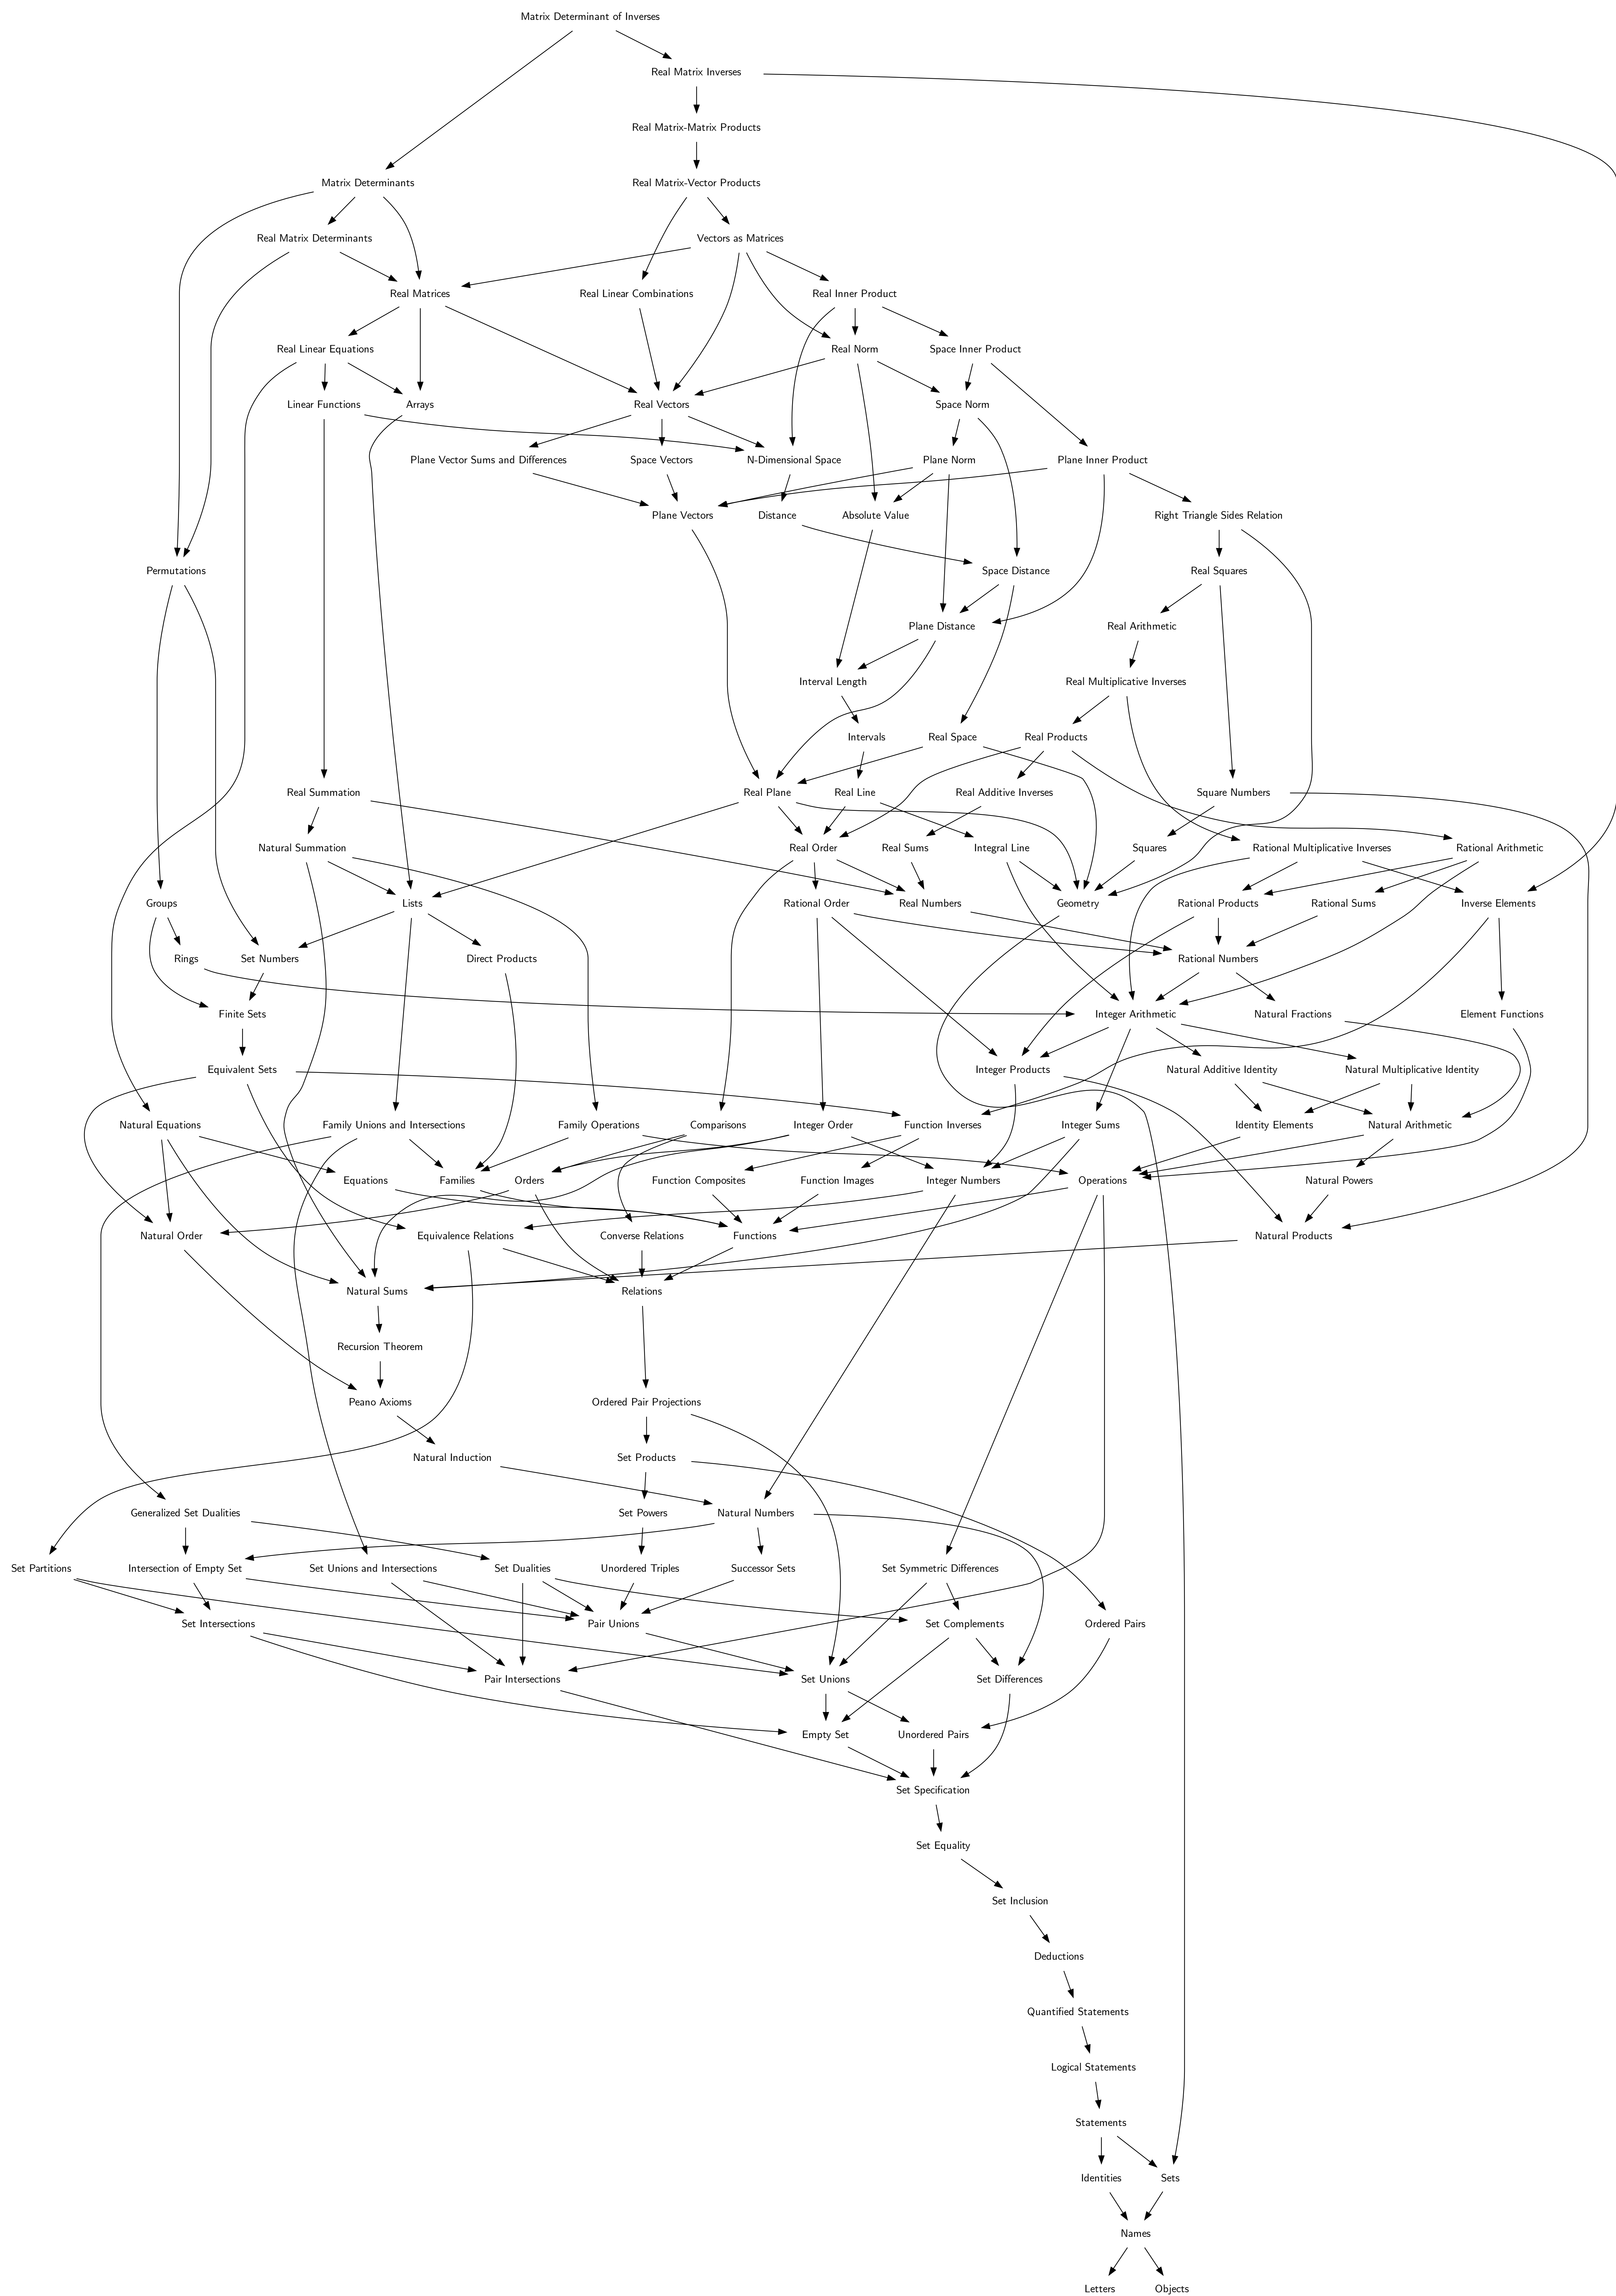 Matrix Determinant of Inverses
Real Matrix Inverses
Real Matrix-Matrix Products
Matrix Determinants
Real Matrix-Vector Products
Real Matrix Determinants
Vectors as Matrices
Real Matrices
Real Linear Combinations
Real Inner Product
Real Linear Equations
Real Norm
Space Inner Product
Linear Functions
Arrays
Real Vectors
Space Norm
Plane Vector Sums and Differences
Space Vectors
N-Dimensional Space
Plane Norm
Plane Inner Product
Plane Vectors
Distance
Absolute Value
Right Triangle Sides Relation
Permutations
Space Distance
Real Squares
Plane Distance
Real Arithmetic
Interval Length
Real Multiplicative Inverses
Intervals
Real Space
Real Products
Real Summation
Real Plane
Real Line
Real Additive Inverses
Square Numbers
Natural Summation
Real Order
Real Sums
Integral Line
Squares
Rational Multiplicative Inverses
Rational Arithmetic
Groups
Lists
Rational Order
Real Numbers
Geometry
Rational Products
Rational Sums
Inverse Elements
Rings
Set Numbers
Direct Products
Rational Numbers
Finite Sets
Integer Arithmetic
Natural Fractions
Element Functions
Equivalent Sets
Integer Products
Natural Additive Identity
Natural Multiplicative Identity
Natural Equations
Family Unions and Intersections
Family Operations
Comparisons
Integer Order
Function Inverses
Integer Sums
Identity Elements
Natural Arithmetic
Equations
Families
Orders
Function Composites
Function Images
Integer Numbers
Operations
Natural Powers
Natural Order
Equivalence Relations
Converse Relations
Functions
Natural Products
Natural Sums
Relations
Recursion Theorem
Peano Axioms
Ordered Pair Projections
Natural Induction
Set Products
Generalized Set Dualities
Set Powers
Natural Numbers
Set Partitions
Intersection of Empty Set
Set Unions and Intersections
Set Dualities
Unordered Triples
Successor Sets
Set Symmetric Differences
Set Intersections
Pair Unions
Set Complements
Ordered Pairs
Pair Intersections
Set Unions
Set Differences
Empty Set
Unordered Pairs
Set Specification
Set Equality
Set Inclusion
Deductions
Quantified Statements
Logical Statements
Statements
Identities
Sets
Names
Letters
Objects